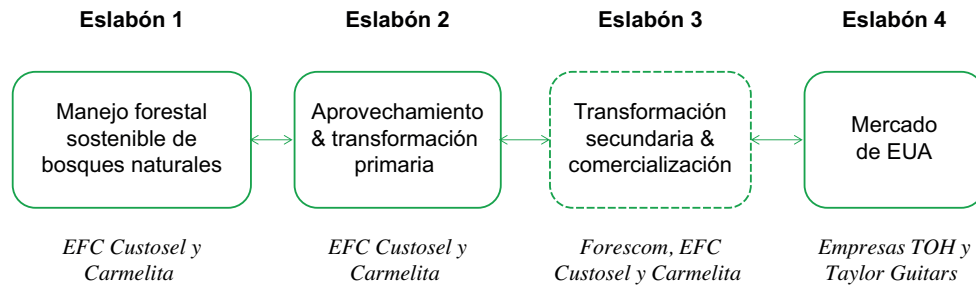 Eslabón 1
Eslabón 2
Eslabón 3
Eslabón 4
Manejo forestal
sostenible de
bosques naturales
Aprovechamiento
& transformación
primaria
Transformación
secundaria &
comercialización
Mercado
de EUA
EFC Custosel y
Carmelita
EFC Custosel y
Carmelita
Forescom, EFC
Custosel y Carmelita
Empresas TOH y
Taylor Guitars